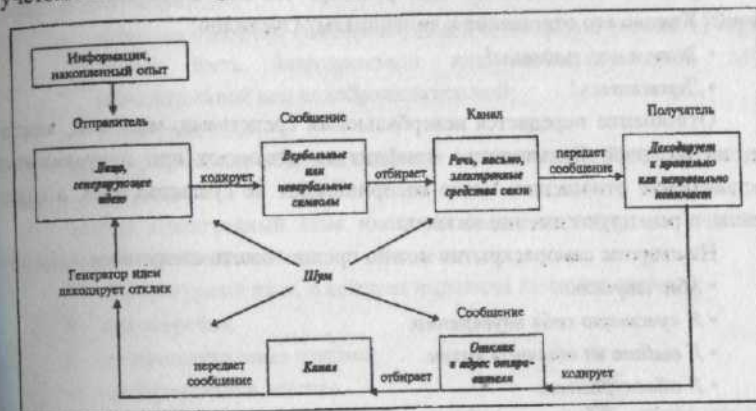 Информация,
накопленный опыт
Отправитель
Сообщение
Канал
Получатель
Лицо,
генерирующее
идею
кодирует
Вербальные
или
невербальные
символы
отбирает
Речь, письмо,
электронные
средства связи
передает
сообщение
Декодирует
и правильно
или неправильно
понимает
Генератор идеи
декодирует отклик
Шум
Сообщение
передает
сообщение
Канал
отбирает
Отклик
в адрес отпра-
вителя
кодирует